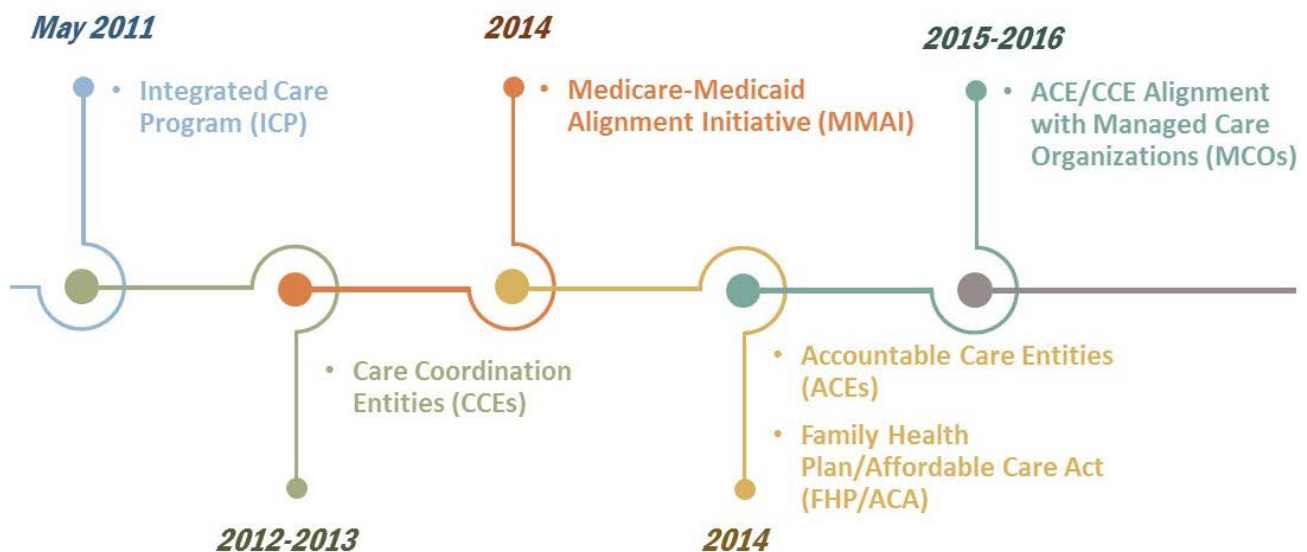 May 2011
• Integrated Care
Program (ICP)
2012-2013
• Care Coordination
Entities (CCEs)
2014
• Medicare-Medicaid
Alignment Initiative (MMAI)
2014
• Accountable Care Entities
(ACEs)
• Family Health
Plan/Affordable Care Act
(FHP/ACA)
2015-2016
• ACE/CCE Alignment
with Managed Care
Organizations (MCOs)